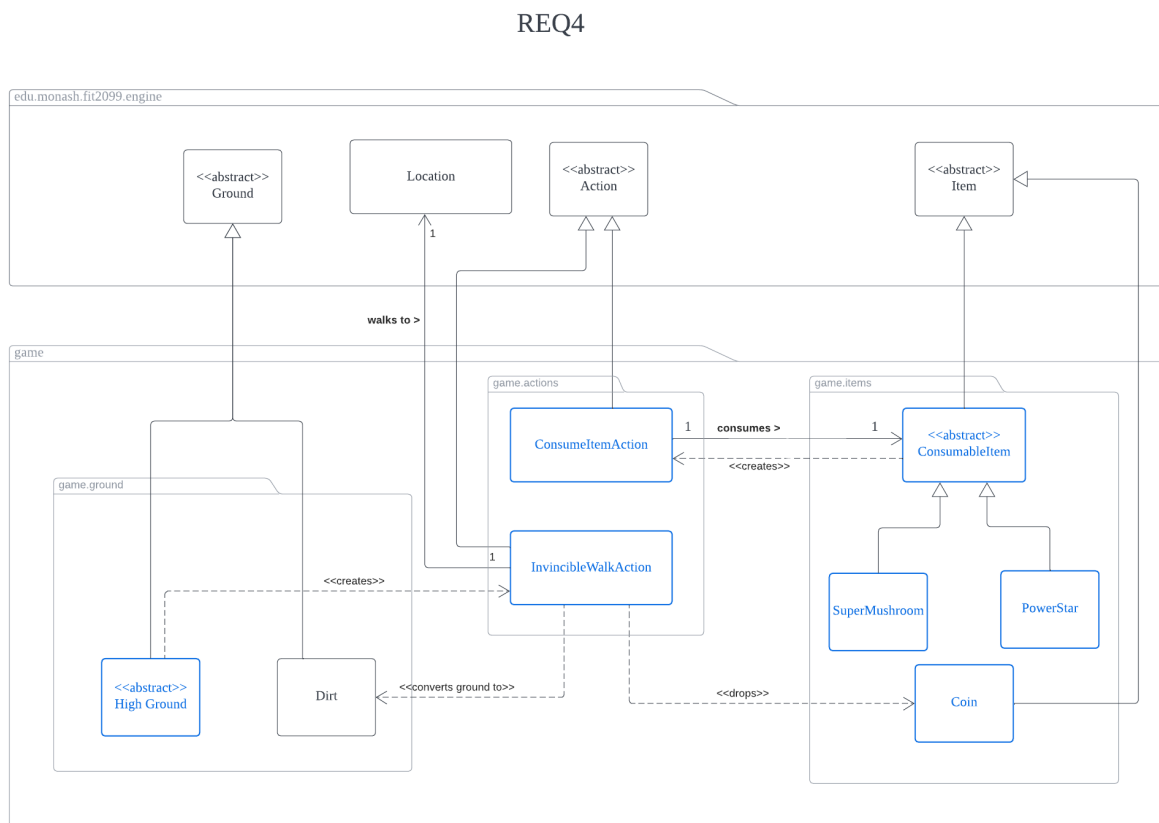 REQ4
edu.monash.fit2099.engine
<<abstract>>
Ground
Location
<<abstract>>
Action
<<abstract>>
Item
1
walks to >
game
game.actions
game.items
ConsumeItemAction
1
consumes >
1
<<creates>>
<<abstract>>
ConsumableItem
game.ground
1
InvincibleWalkAction
<<creates>>
SuperMushroom
PowerStar
<<abstract>>
High Ground
Dirt
<<converts ground to>>
<<drops>>
Coin